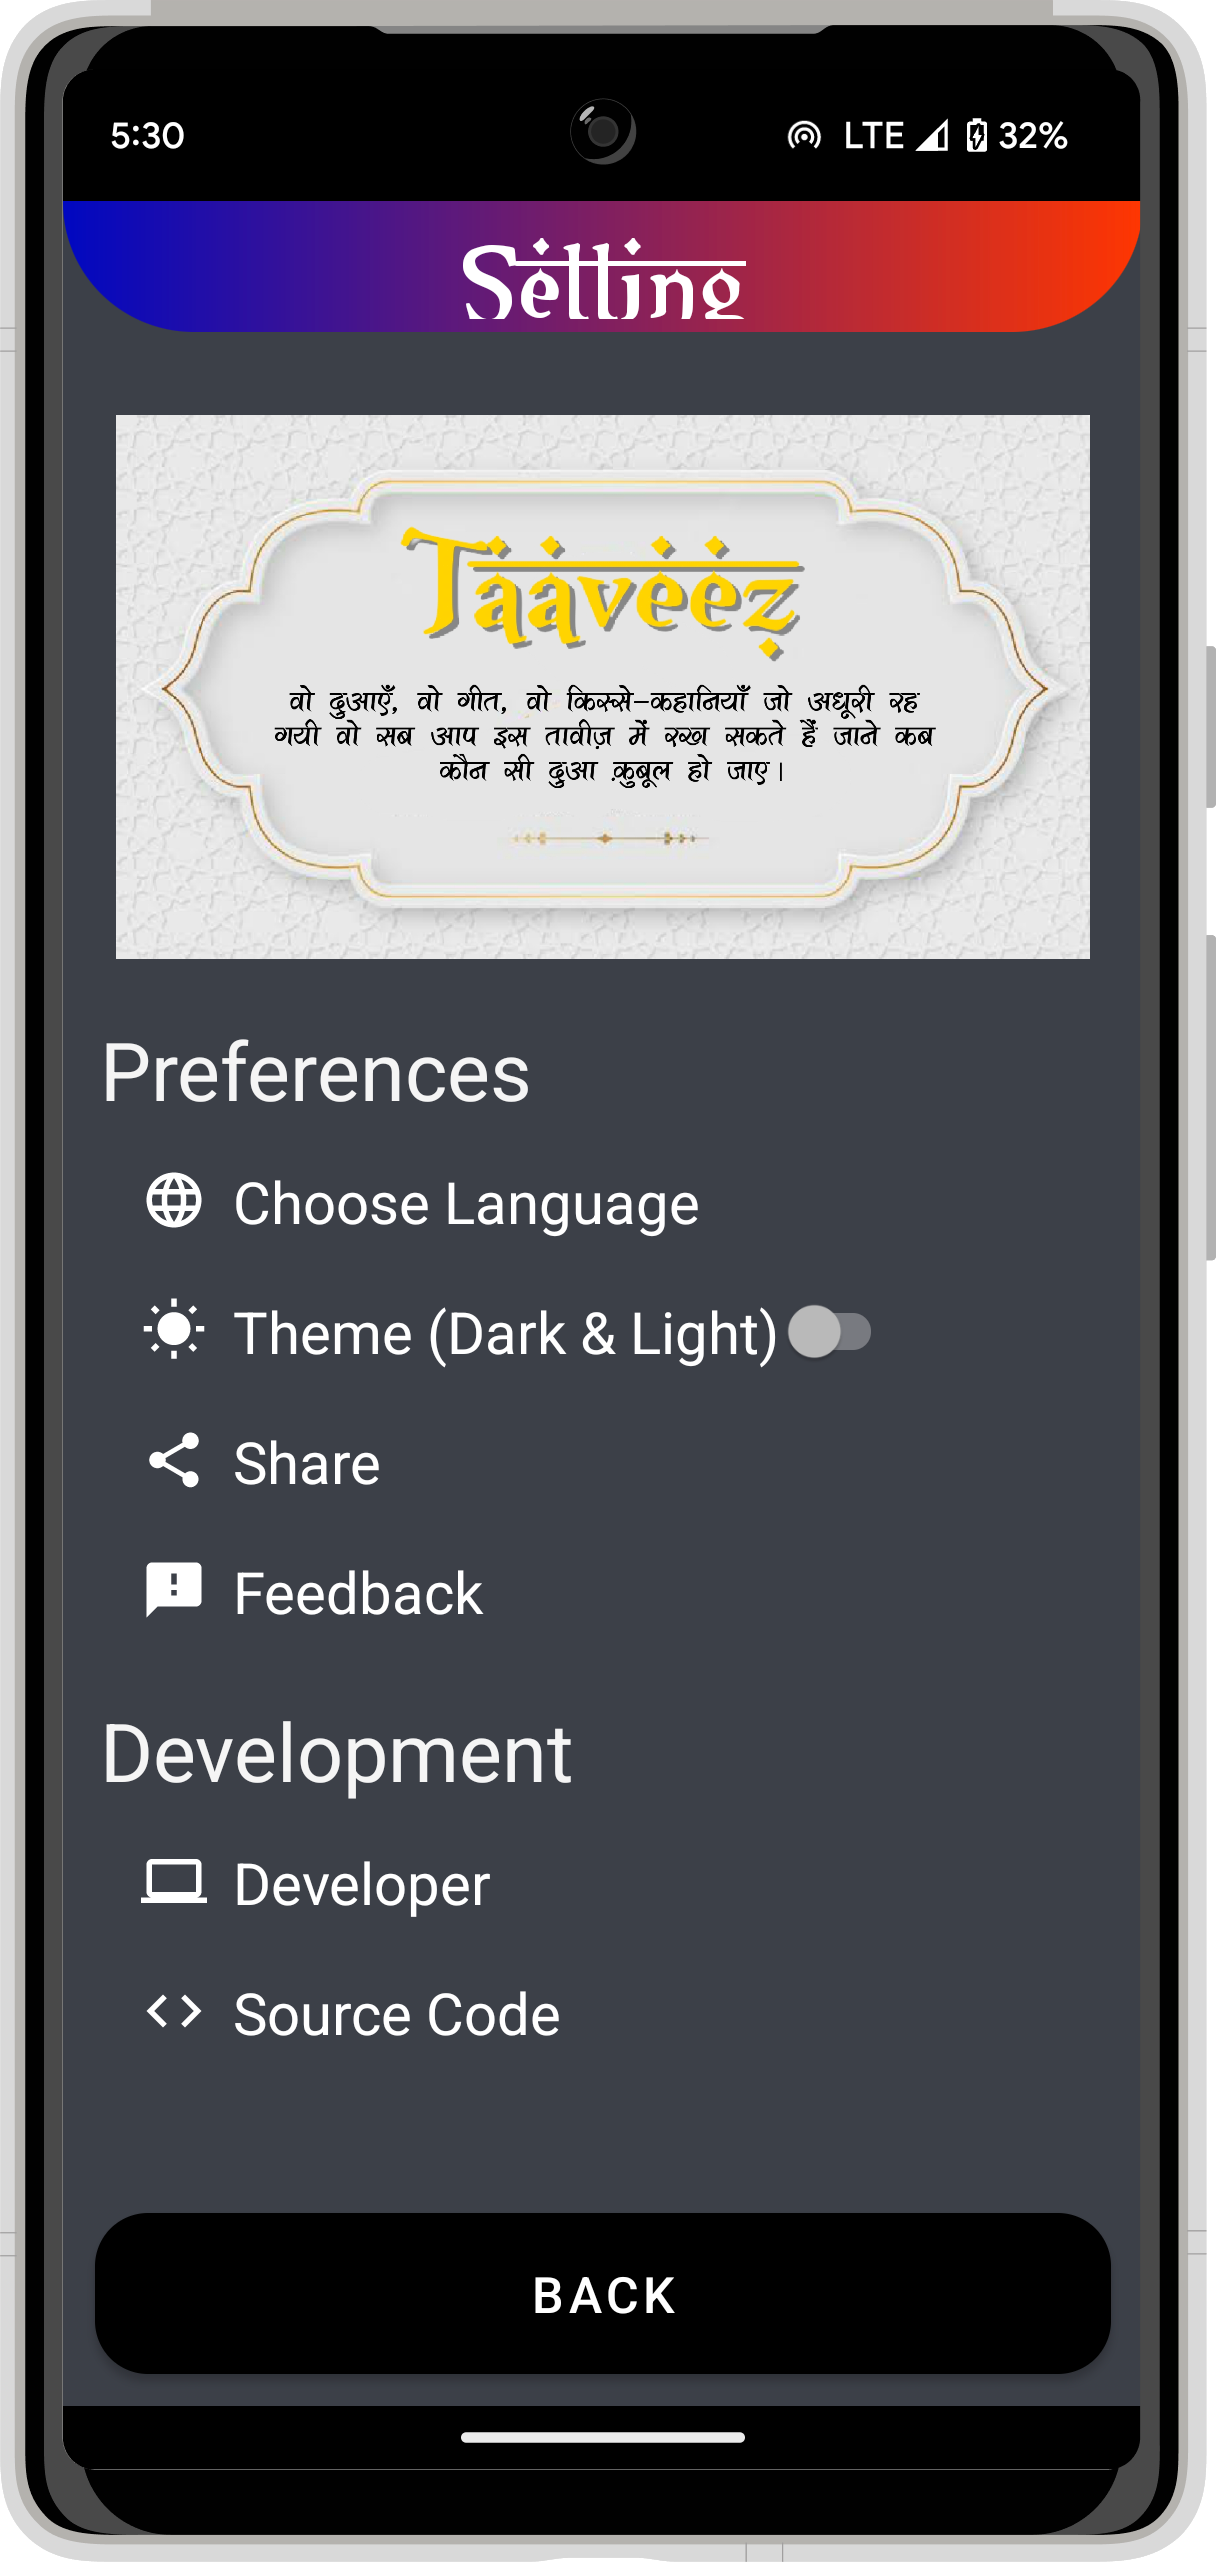 5:30 LTE 32%
Setting
Taaveez
वो दुआएँ, वो गीत, वो किस्से-कहानियाँ जो अधूरी रह
गयी वो सब आप इस तावीज़ में रख सकते हैं जाने कब
कौन सी दुआ क़ुबूल हो जाए।
Preferences
Choose Language
Theme (Dark & Light)
Share
Feedback
Development
Developer
Source Code
BACK